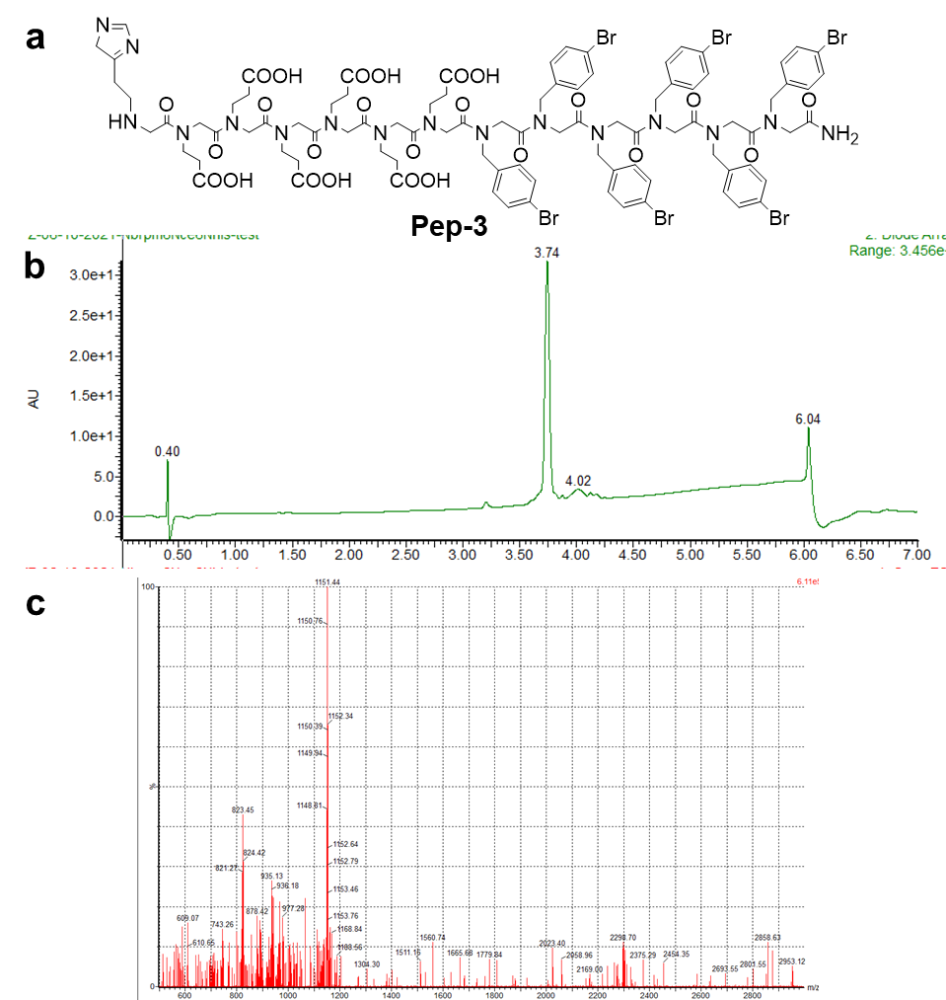 a
N
N
HN
O
N
O
N
O
N
O
N
O
N
O
N
O
N
O
N
O
N
O
N
O
N
O
N
O
NH2
COOH
COOH
COOH
COOH
COOH
COOH
Br
Br
Br
Br
Br
Br
Pep-3
b
Range: 3.456e
AU
3.0e+1
2.5e+1
2.0e+1
1.5e+1
1.0e+1
5.0
0.0
0.40
3.74
4.02
6.04
0.50 1.00 1.50 2.00 2.50 3.00 3.50 4.00 4.50 5.00 5.50 6.00 6.50 7.00
c
100
%
0
1151.44
1150.76
1152.34
1150.39
1149.94
1148.81
1152.64
1152.79
1153.46
1153.76
1168.84
1188.56
823.45
824.42
821.27
935.13
936.18
878.42
977.28
609.07
610.65
743.26
1304.30
1511.15
1560.74
1665.68
1779.84
2023.40
2058.96
2169.00
2298.70
2375.29
2454.35
2693.55
2801.55
2858.63
2953.12
600 800 1000 1200 1400 1600 1800 2000 2200 2400 2600 2800
m/z